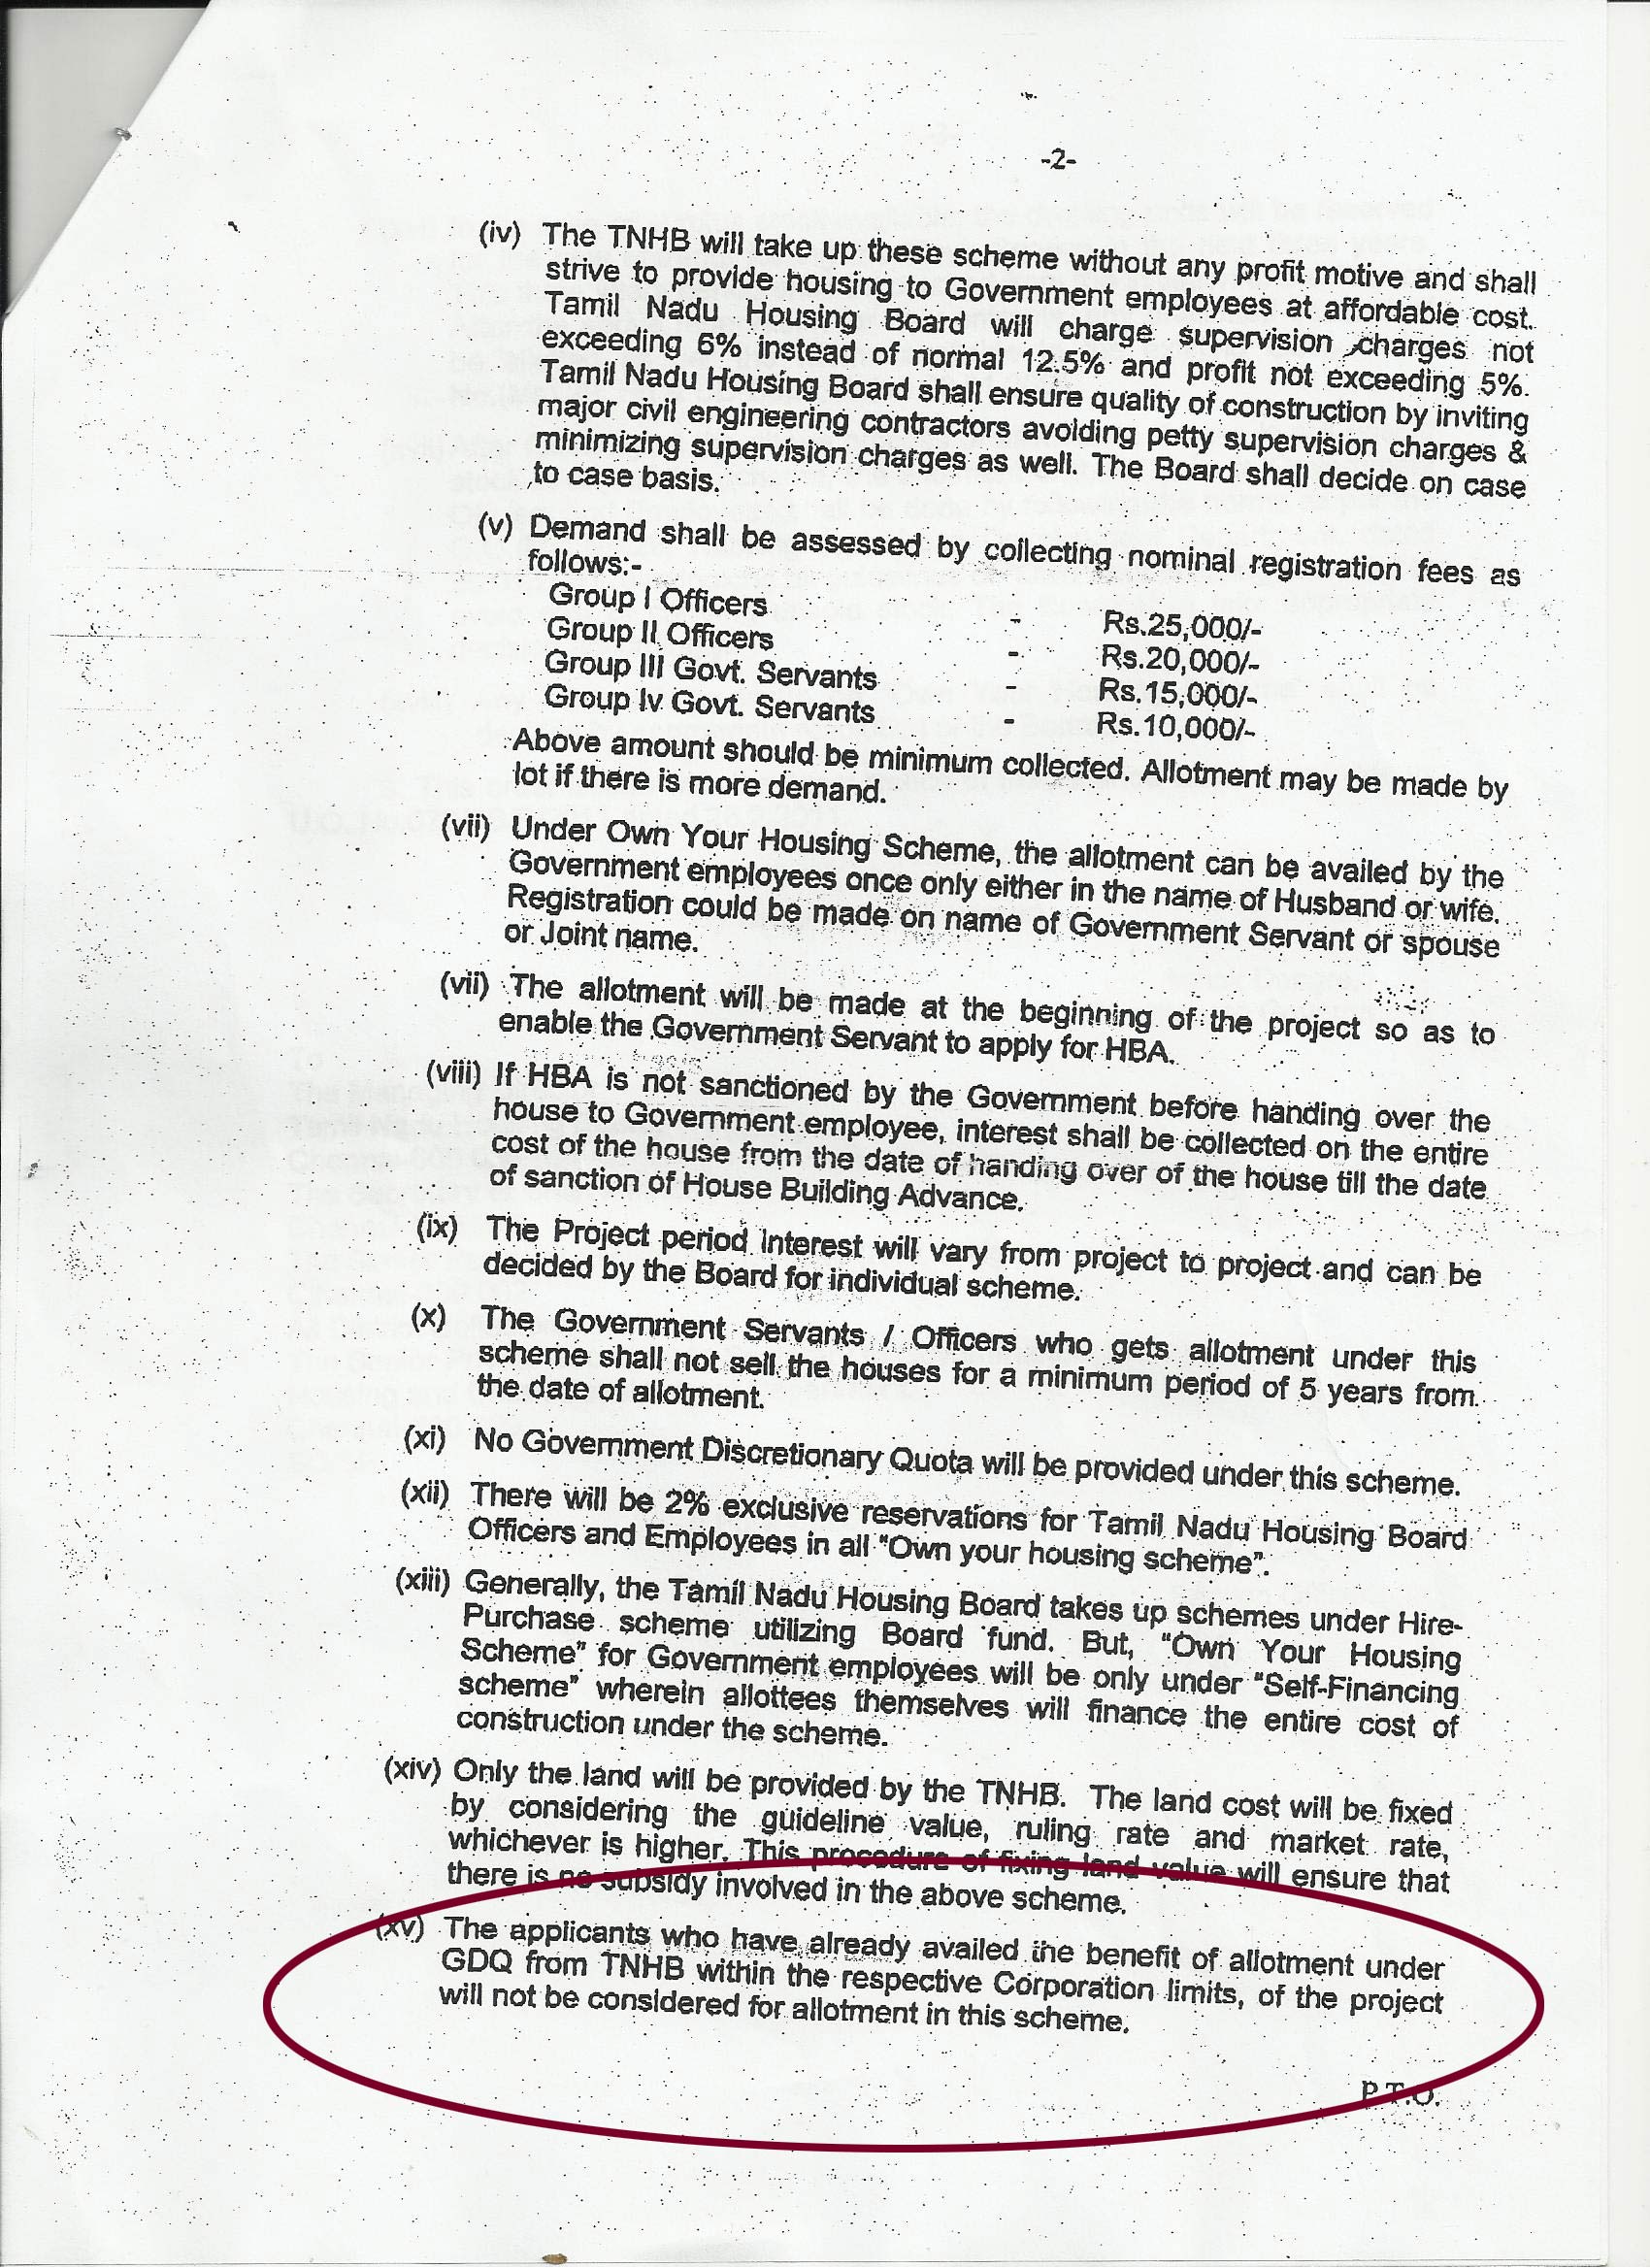 -2-
(iv) The TNHB will take up these scheme without any profit motive and shall
strive to provide housing to Government employees at affordable cost.
Tamil Nadu Housing Board will charge supervision charges not
exceeding 6% instead of normal 12.5% and profit not exceeding 5%.
Tamil Nadu Housing Board shall ensure quality of construction by inviting
major civil engineering contractors avoiding petty supervision charges &
minimizing supervision charges as well. The Board shall decide on case
to case basis.
(v) Demand shall be assessed by collecting nominal registration fees as
follows:-
Group I Officers - Rs.25,000/-
Group II Officers - Rs.20,000/-
Group III Govt. Servants - Rs.15,000/-
Group Iv Govt. Servants - Rs.10,000/-
Above amount should be minimum collected. Allotment may be made by
lot if there is more demand.
(vii) Under Own Your Housing Scheme, the allotment can be availed by the
Government employees once only either in the name of Husband or wife.
Registration could be made on name of Government Servant or spouse
or Joint name.
(vii) The allotment will be made at the beginning of the project so as to
enable the Government Servant to apply for HBA.
(viii) If HBA is not sanctioned by the Government before handing over the
house to Government employee, interest shall be collected on the entire
cost of the house from the date of handing over of the house till the date
of sanction of House Building Advance.
(ix) The Project period Interest will vary from project to project and can be
decided by the Board for individual scheme.
(x) The Government Servants / Officers who gets allotment under this
scheme shall not sell the houses for a minimum period of 5 years from
the date of allotment.
(xi) No Government Discretionary Quota will be provided under this scheme.
(xii) There will be 2% exclusive reservations for Tamil Nadu Housing Board
Officers and Employees in all "Own your housing scheme".
(xiii) Generally, the Tamil Nadu Housing Board takes up schemes under Hire-
Purchase scheme utilizing Board fund. But, "Own Your Housing
Scheme" for Government employees will be only under "Self-Financing
scheme" wherein allottees themselves will finance the entire cost of
construction under the scheme.
(xiv) Only the land will be provided by the TNHB. The land cost will be fixed
by considering the guideline value, ruling rate and market rate,
whichever is higher. This procedure of fixing land value will ensure that
there is no subsidy involved in the above scheme.
(xv) The applicants who have already availed the benefit of allotment under
GDQ from TNHB within the respective Corporation limits, of the project
will not be considered for allotment in this scheme.
P.T.O.